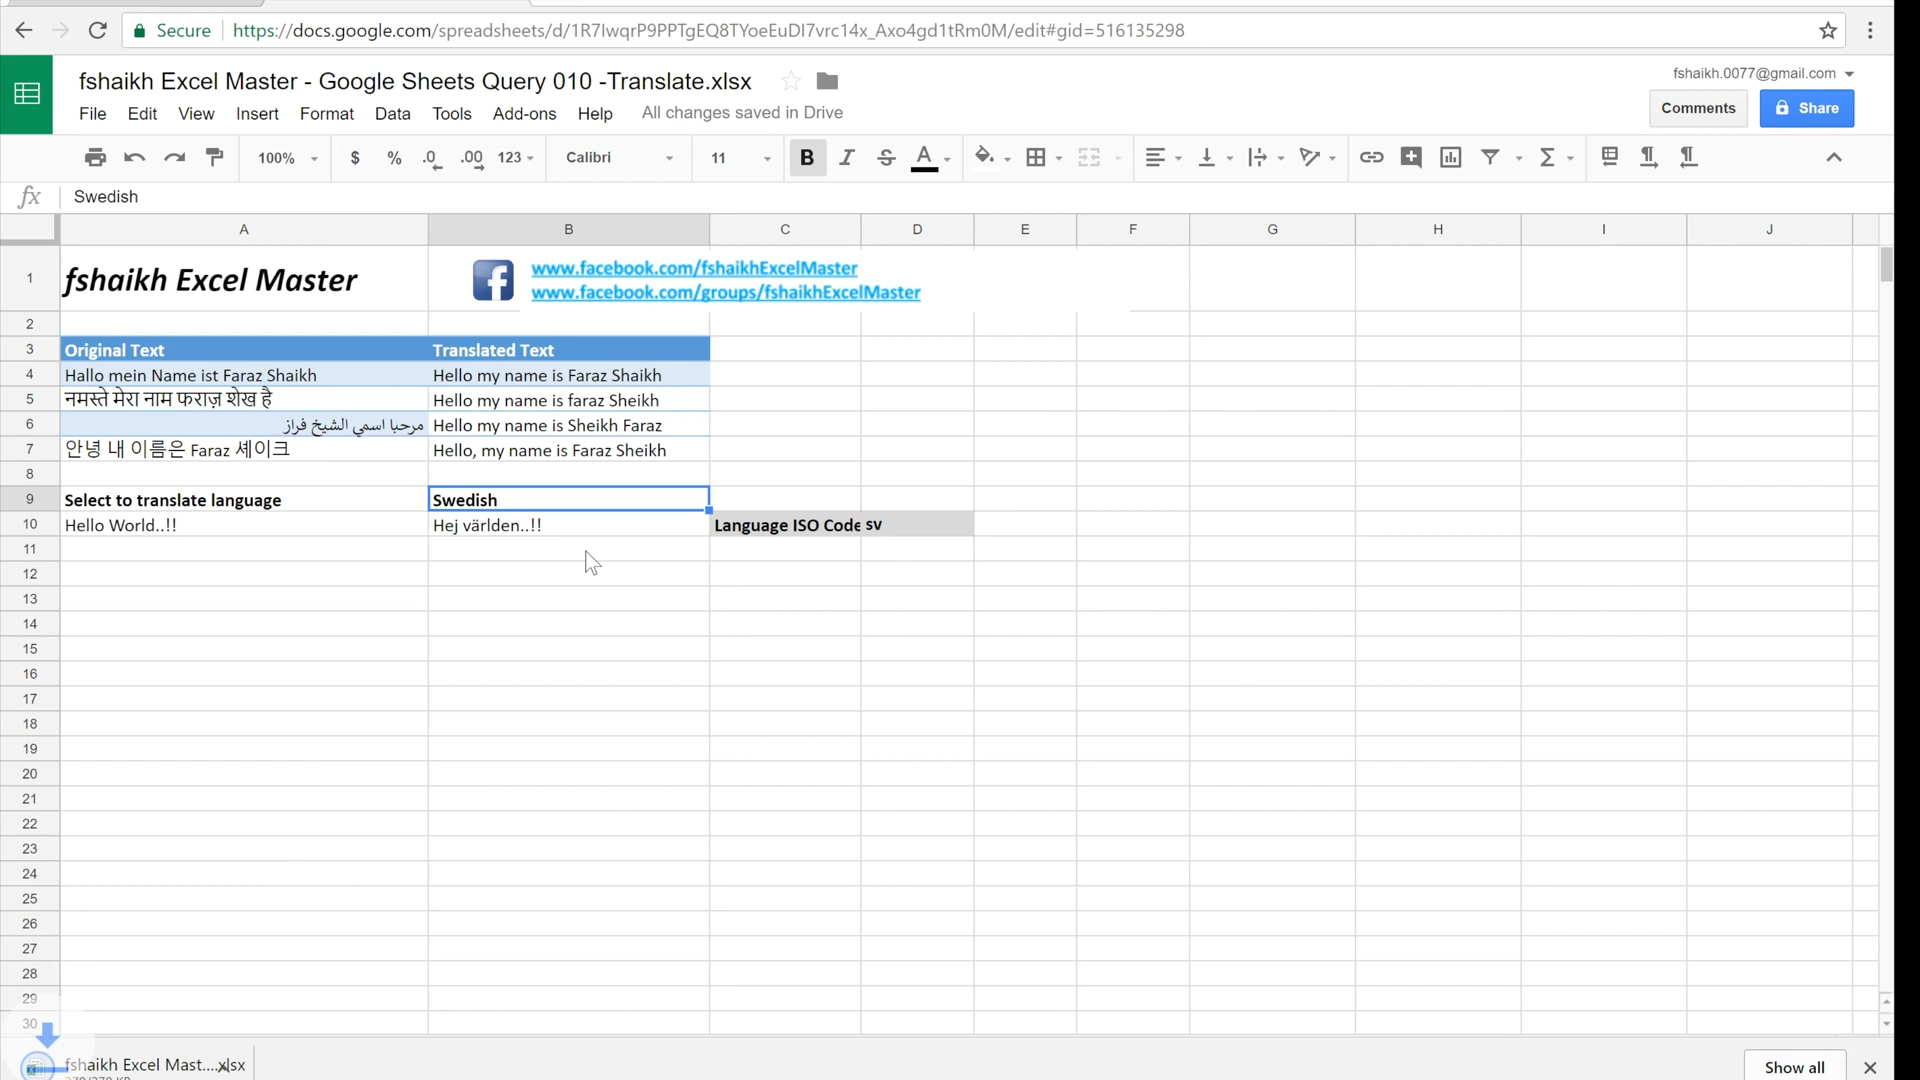 Secure https://docs.google.com/spreadsheets/d/1R7lwqrP9PPTgEQ8TYoeEuDl7vrc14x_Axo4gd1tRm0M/edit#gid=516135298
fshaikh Excel Master - Google Sheets Query 010 -Translate.xlsx
fshaikh.0077@gmail.com
File Edit View Insert Format Data Tools Add-ons Help All changes saved in Drive
Comments Share
100% $ % .0 .00 123 Calibri 11 B I S A
fx Swedish
A B C D E F G H I J
1 fshaikh Excel Master
f www.facebook.com/fshaikhExcelMaster
www.facebook.com/groups/fshaikhExcelMaster
2
3 Original Text Translated Text
4 Hallo mein Name ist Faraz Shaikh Hello my name is Faraz Shaikh
5 नमस्ते मेरा नाम फराज़ शेख है Hello my name is faraz Sheikh
6 مرحبا اسمي الشيخ فراز Hello my name is Sheikh Faraz
7 안녕 내 이름은 Faraz 셰이크 Hello, my name is Faraz Sheikh
8
9 Select to translate language Swedish
10 Hello World..!! Hej världen..!! Language ISO Code sv
11
12
13
14
15
16
17
18
19
20
21
22
23
24
25
26
27
28
29
30
fshaikh Excel Mast....xlsx
Show all